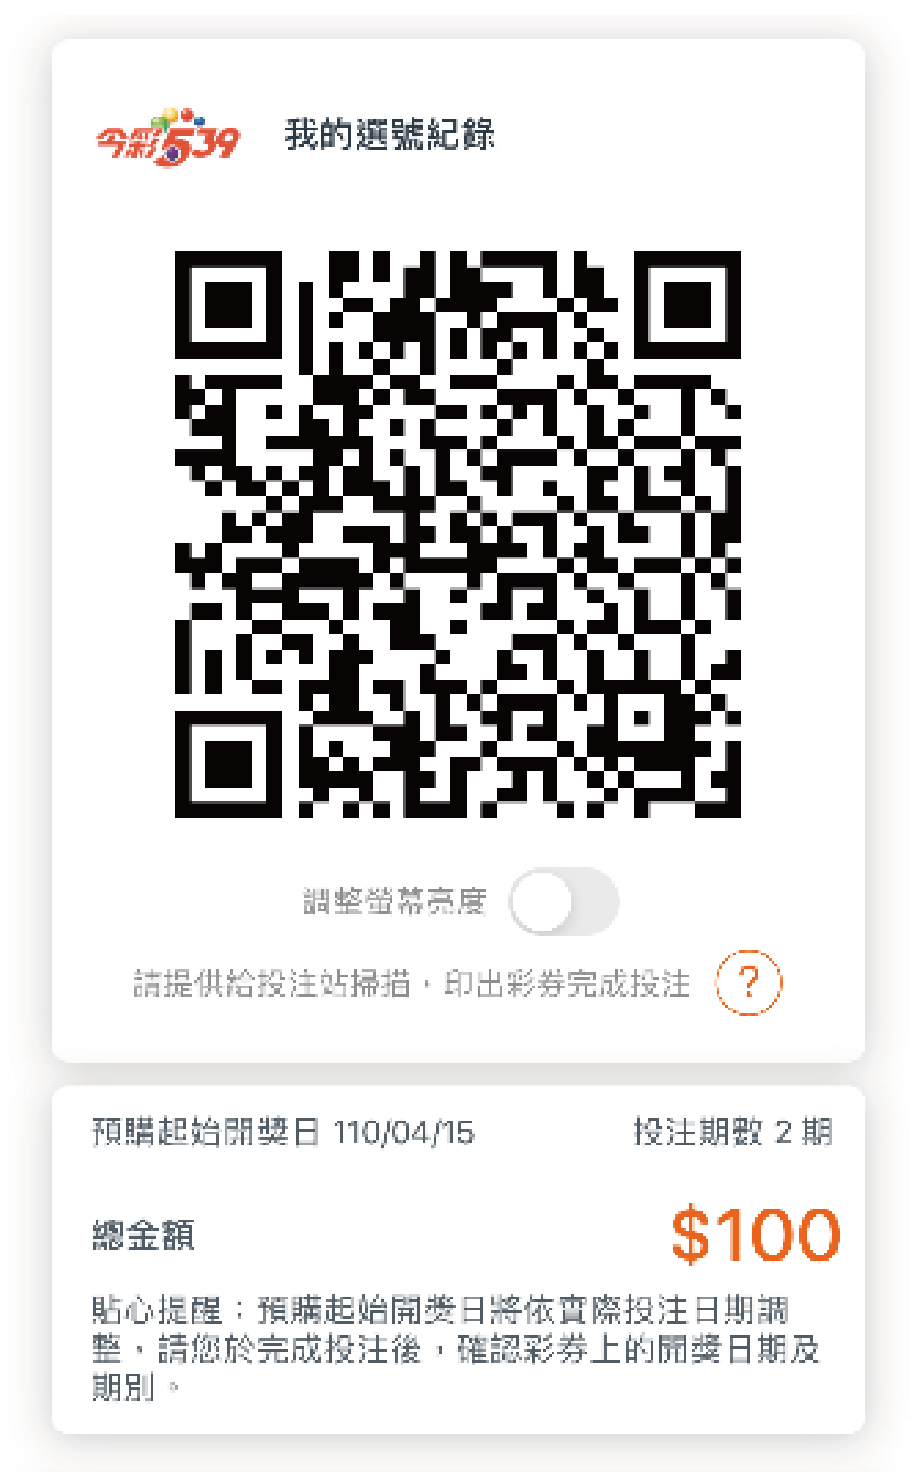 今彩539 我的選號紀錄
調整螢幕亮度
請提供給投注站掃描，印出彩券完成投注 ?
預購起始開獎日 110/04/15 投注期數 2 期
總金額 $100
貼心提醒：預購起始開獎日將依實際投注日期調
整，請您於完成投注後，確認彩券上的開獎日期及
期別。